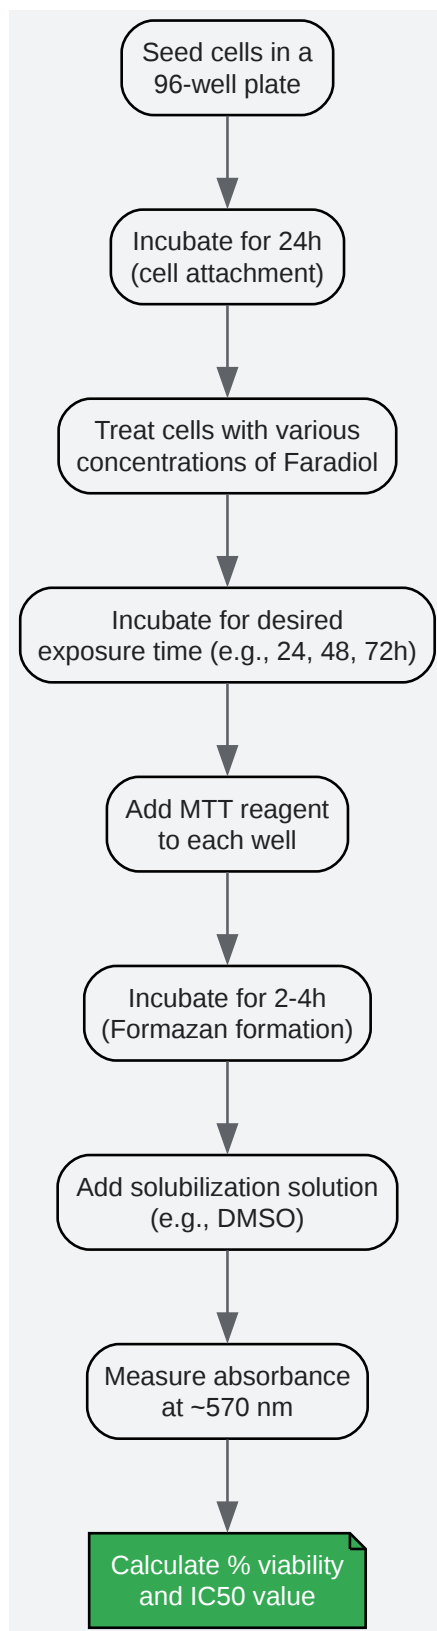 Seed cells in a
96-well plate
Incubate for 24h
(cell attachment)
Treat cells with various
concentrations of Faradiol
Incubate for desired
exposure time (e.g., 24, 48, 72h)
Add MTT reagent
to each well
Incubate for 2-4h
(Formazan formation)
Add solubilization solution
(e.g., DMSO)
Measure absorbance
at ~570 nm
Calculate % viability
and IC50 value